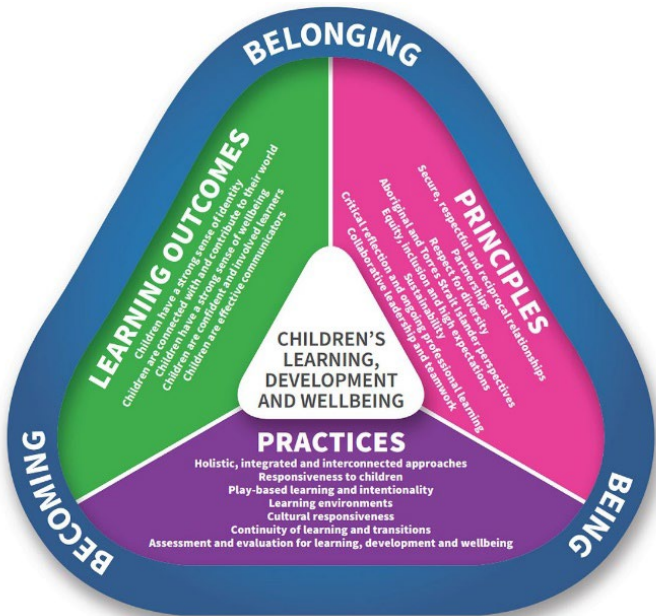 BELONGING
LEARNING OUTCOMES
Children have a strong sense of identity
Children are connected with and contribute to their world
Children have a strong sense of wellbeing
Children are confident and involved learners
Children are effective communicators
PRINCIPLES
Secure, respectful and reciprocal relationships
Partnerships
Respect for diversity
Aboriginal and Torres Strait Islander perspectives
Equity, inclusion and high expectations
Sustainability
Critical reflection and ongoing professional learning
Collaborative leadership and teamwork
CHILDREN'S
LEARNING,
DEVELOPMENT
AND WELLBEING
PRACTICES
Holistic, integrated and interconnected approaches
Responsiveness to children
Play-based learning and intentionality
Learning environments
Cultural responsiveness
Continuity of learning and transitions
Assessment and evaluation for learning, development and wellbeing
BECOMING
BEING